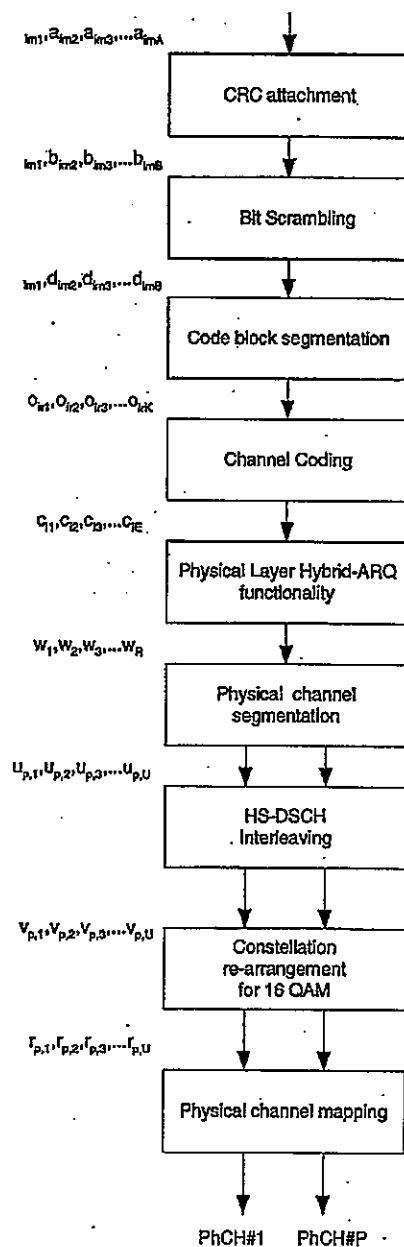 im1,aim2,aim3,...aimA
CRC attachment
im1,bim2,bim3,...bimB
Bit Scrambling
im1,dim2,dim3,...dimB
Code block segmentation
oir1,oir2,oir3,...oirK
Channel Coding
ci1,ci2,ci3,...ciE
Physical Layer Hybrid-ARQ
functionality
w1,w2,w3,...wR
Physical channel
segmentation
up,1,up,2,up,3,...up,U
HS-DSCH
Interleaving
vp,1,vp,2,vp,3,...vp,U
Constellation
re-arrangement
for 16 QAM
rp,1,rp,2,rp,3,...rp,U
Physical channel mapping
PhCH#1 PhCH#P